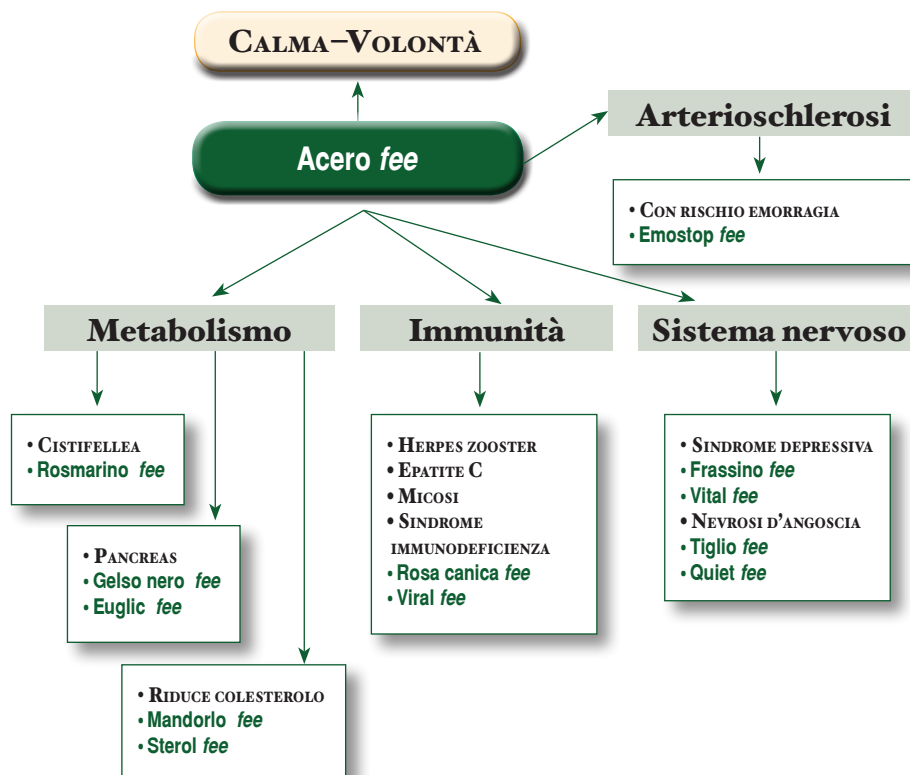 CALMA–VOLONTÀ
Acero fee
Arterioschlerosi
• CON RISCHIO EMORRAGIA
• Emostop fee
Metabolismo
Immunità
Sistema nervoso
• CISTIFELLEA
• Rosmarino fee
• PANCREAS
• Gelso nero fee
• Euglic fee
• RIDUCE COLESTEROLO
• Mandorlo fee
• Sterol fee
• HERPES ZOOSTER
• EPATITE C
• MICOSI
• SINDROME
IMMUNODEFICIENZA
• Rosa canica fee
• Viral fee
• SINDROME DEPRESSIVA
• Frassino fee
• Vital fee
• NEVROSI D'ANGOSCIA
• Tiglio fee
• Quiet fee